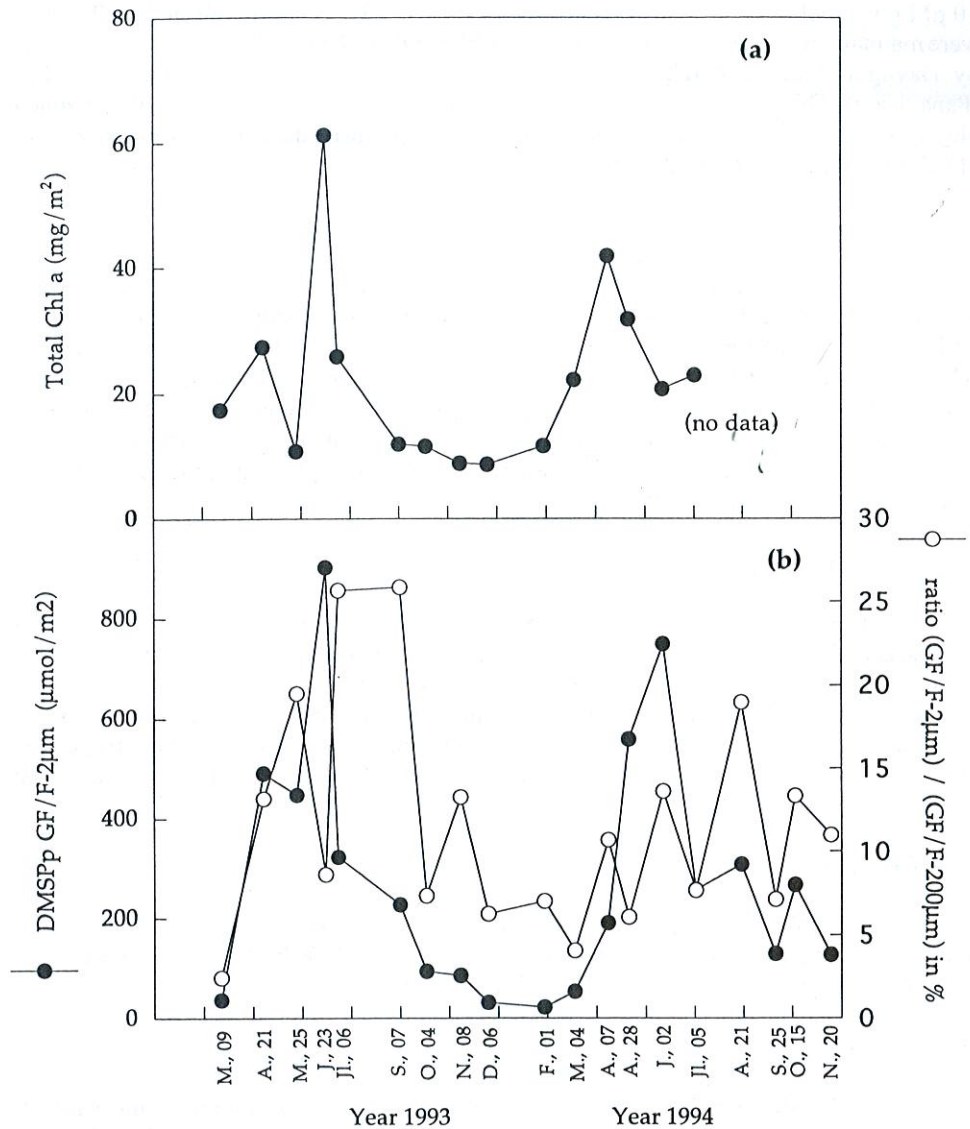 80
(a)
60
40
20
0
Total Chl a (mg/m²)
(no data)
(b)
800
600
400
200
0
DMSPp GF/F-2µm (µmol/m2)
30
25
20
15
10
5
0
ratio (GF/F-2µm) / (GF/F-200µm) in %
M., 09
A., 21
M., 25
J., 23
Jl., 06
S., 07
O., 04
N., 08
D., 06
F., 01
M., 04
A., 07
A., 28
J., 02
Jl., 05
A., 21
S., 25
O., 15
N., 20
Year 1993
Year 1994